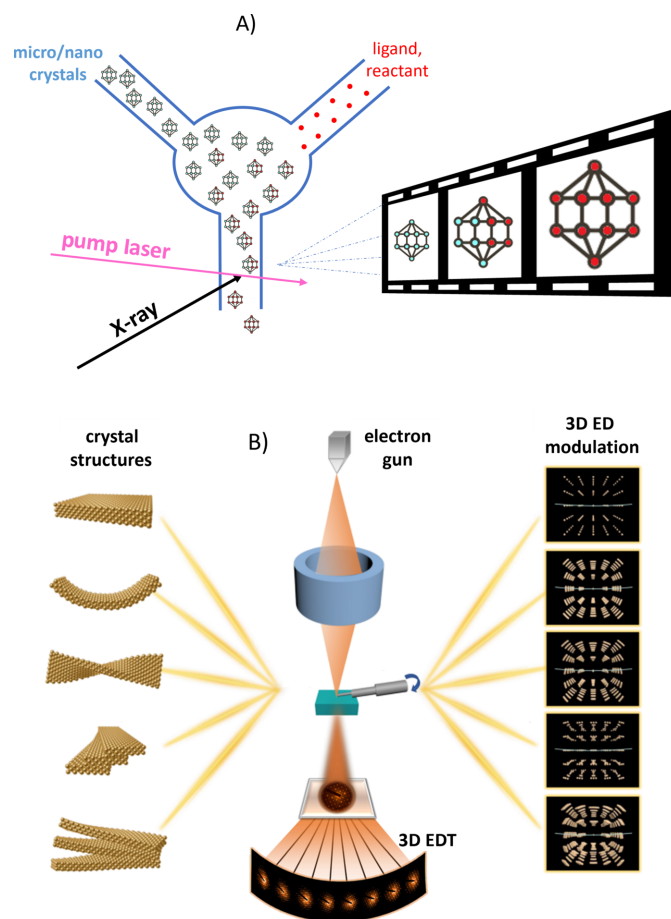 A)
micro/nano
crystals
ligand,
reactant
pump laser
X-ray
B)
crystal
structures
electron
gun
3D ED
modulation
3D EDT